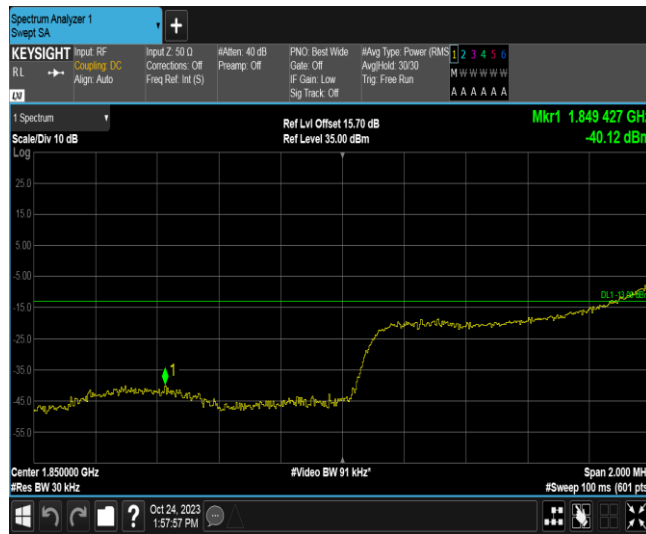 Spectrum Analyzer 1
Swept SA
KEYSIGHT Input: RF Input Z: 50 Ω #Atten: 40 dB PNO: Best Wide #Avg Type: Power (RMS 1 2 3 4 5 6
RL Coupling: DC Corrections: Off Preamp: Off Gate: Off Avg|Hold: 30/30 M W W W W W
Align: Auto Freq Ref: Int (S) IF Gain: Low Trig: Free Run
LXI Sig Track: Off A A A A A A
1 Spectrum Ref Lvl Offset 15.70 dB Mkr1 1.849 427 GHz
Scale/Div 10 dB Ref Level 35.00 dBm -40.12 dBm
Log
25.0
15.0
5.00
-5.00
DL1 -13.00 dBm
-15.0
-25.0
-35.0
1
-45.0
-55.0
Center 1.850000 GHz #Video BW 91 kHz* Span 2.000 MH
#Res BW 30 kHz #Sweep 100 ms (601 pts
? Oct 24, 2023
1:57:57 PM